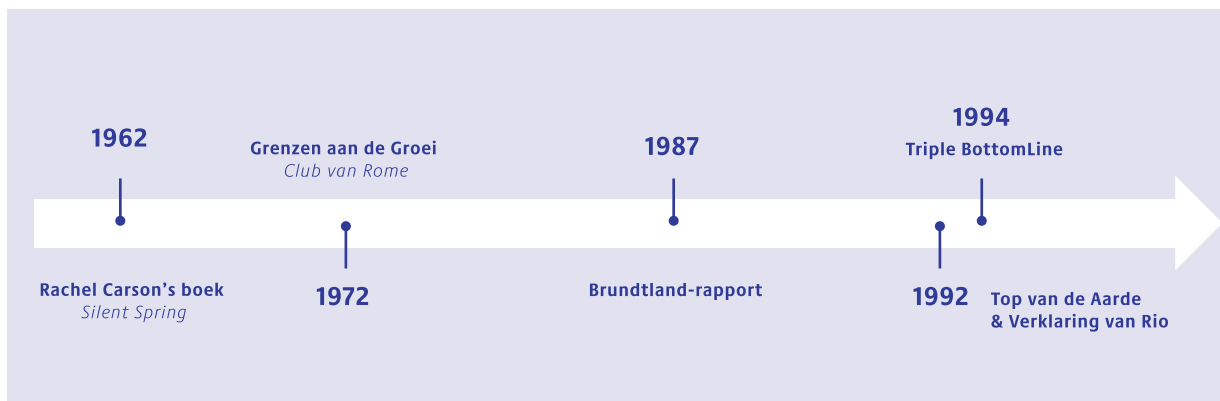 1962
Rachel Carson’s boek
Silent Spring
Grenzen aan de Groei
Club van Rome
1972
1987
Brundtland-rapport
1992
Top van de Aarde
& Verklaring van Rio
1994
Triple BottomLine